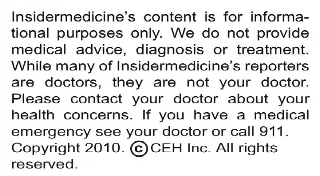 Insidermedicine's content is for informa-
tional purposes only. We do not provide
medical advice, diagnosis or treatment.
While many of Insidermedicine's reporters
are doctors, they are not your doctor.
Please contact your doctor about your
health concerns. If you have a medical
emergency see your doctor or call 911.
Copyright 2010. ©CEH Inc. All rights
reserved.